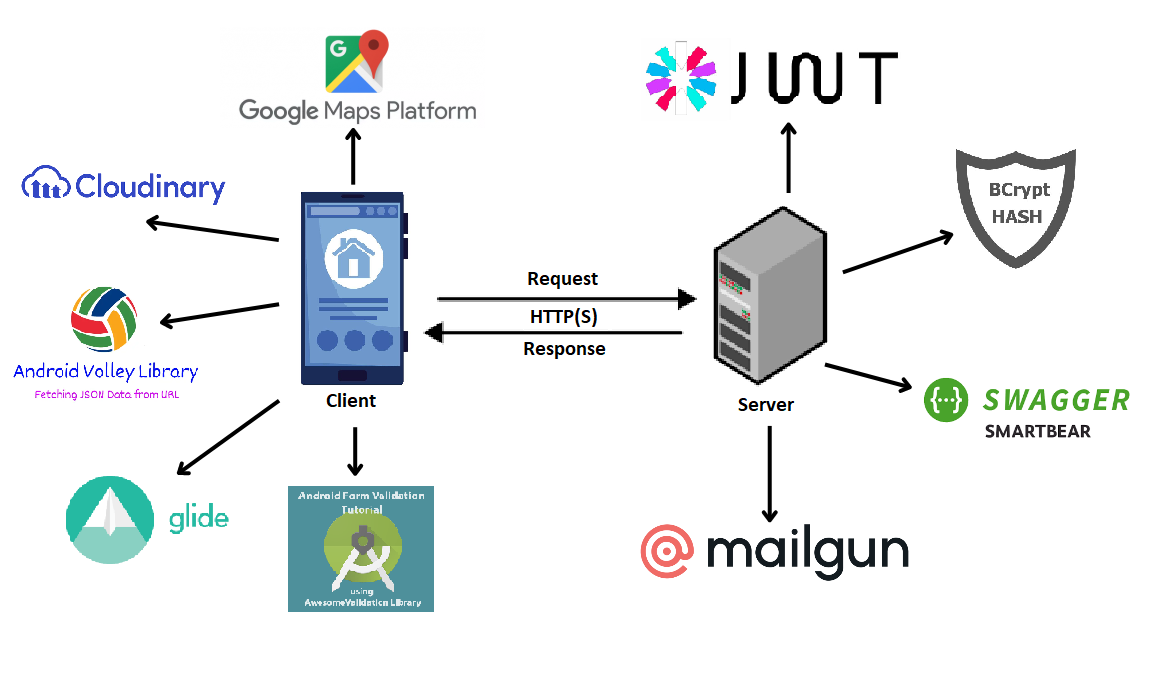 Google Maps Platform
JWT
Cloudinary
BCrypt
HASH
Request
HTTP(S)
Response
Android Volley Library
Fetching JSON Data from URL
Client
Server
SWAGGER
SMARTBEAR
glide
Android Form Validation
Tutorial
using
AwesomeValidation Library
mailgun